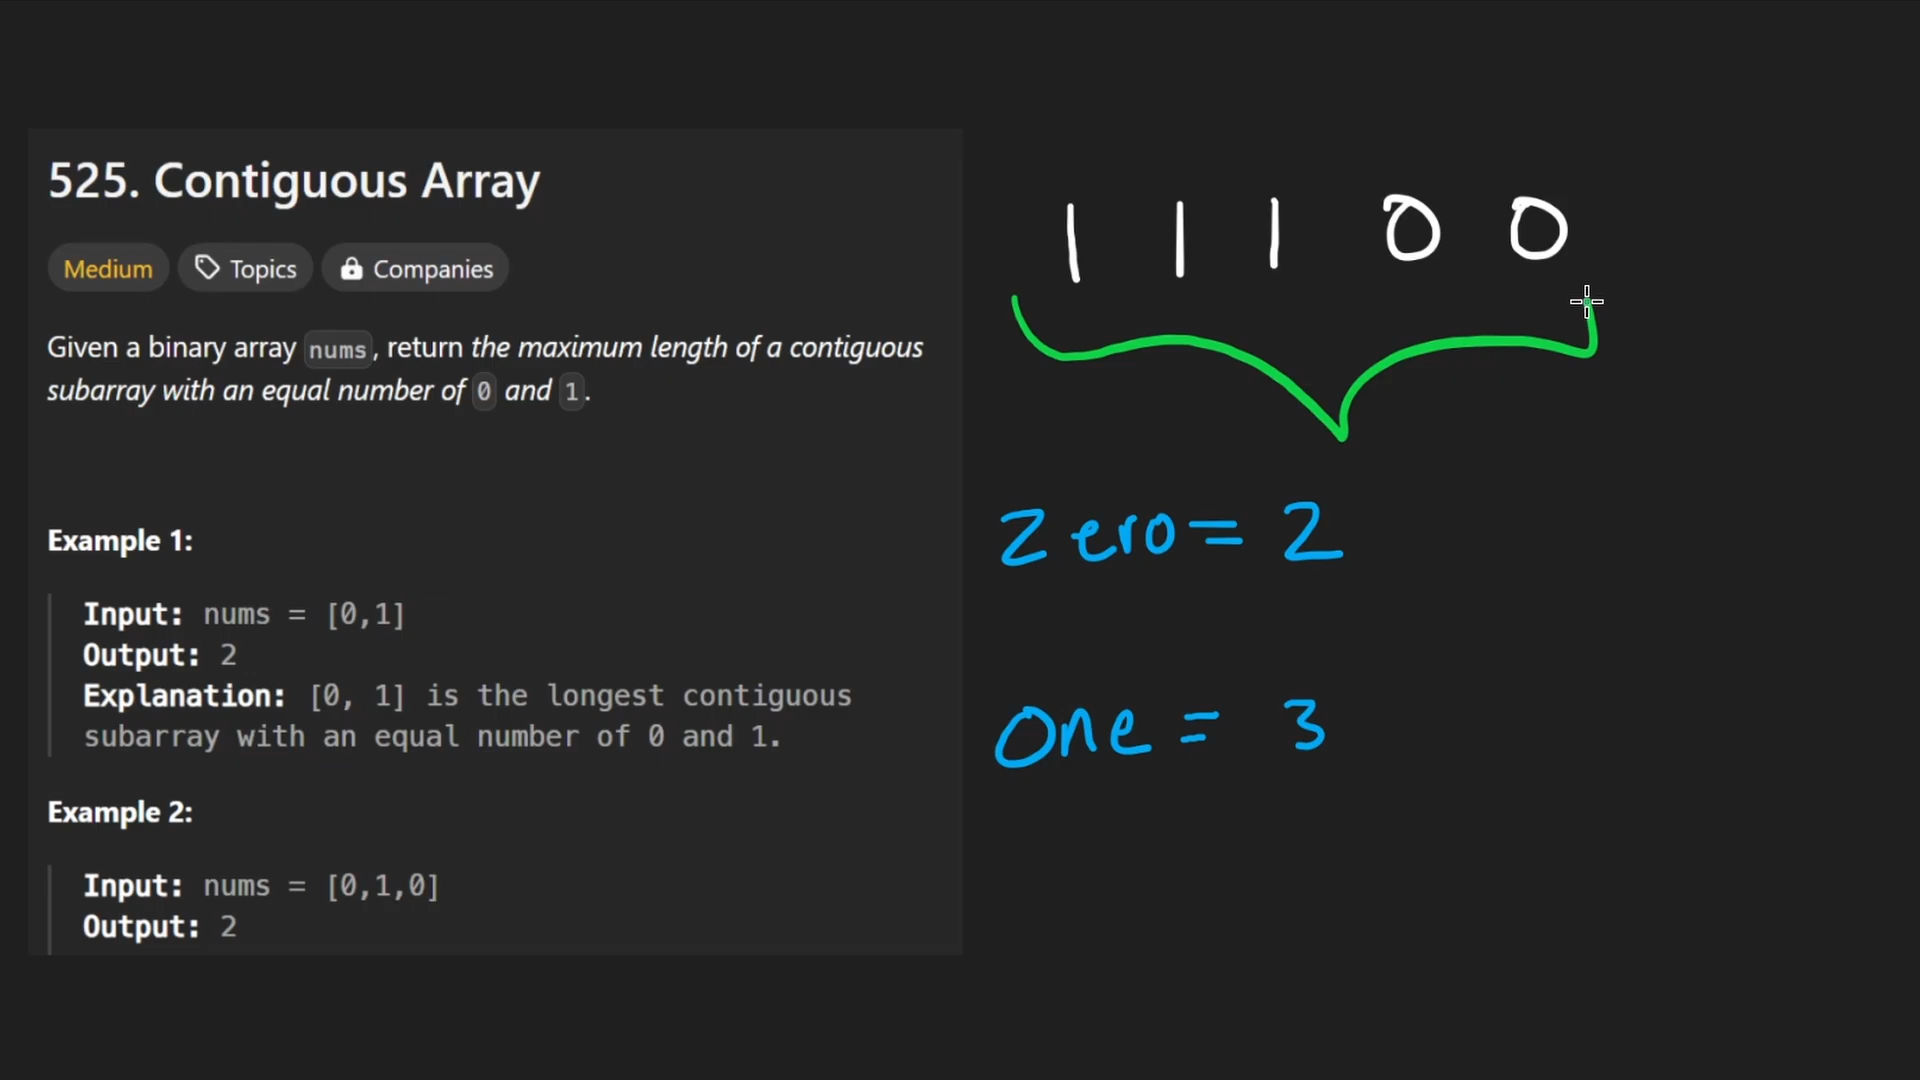 525. Contiguous Array
Medium Topics Companies
Given a binary array nums, return the maximum length of a contiguous
subarray with an equal number of 0 and 1.
Example 1:
Input: nums = [0,1]
Output: 2
Explanation: [0, 1] is the longest contiguous
subarray with an equal number of 0 and 1.
Example 2:
Input: nums = [0,1,0]
Output: 2
1 1 1 0 0
Zero = 2
One = 3